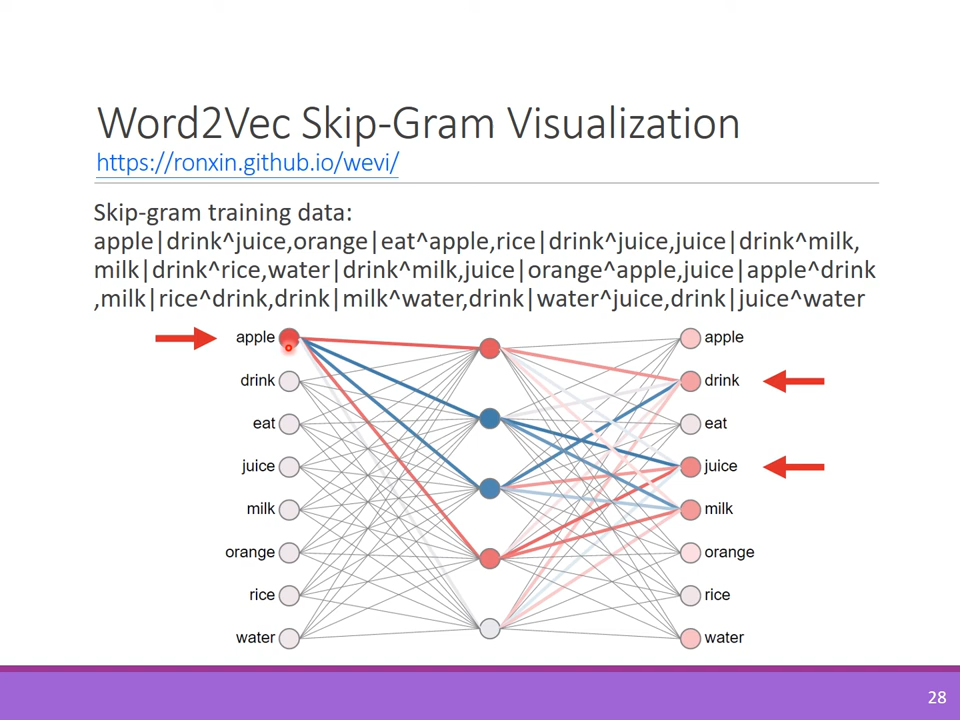 Word2Vec Skip-Gram Visualization
https://ronxin.github.io/wevi/
Skip-gram training data:
apple|drink^juice,orange|eat^apple,rice|drink^juice,juice|drink^milk,
milk|drink^rice,water|drink^milk,juice|orange^apple,juice|apple^drink
,milk|rice^drink,drink|milk^water,drink|water^juice,drink|juice^water
apple apple
drink drink
eat eat
juice juice
milk milk
orange orange
rice rice
water water
28